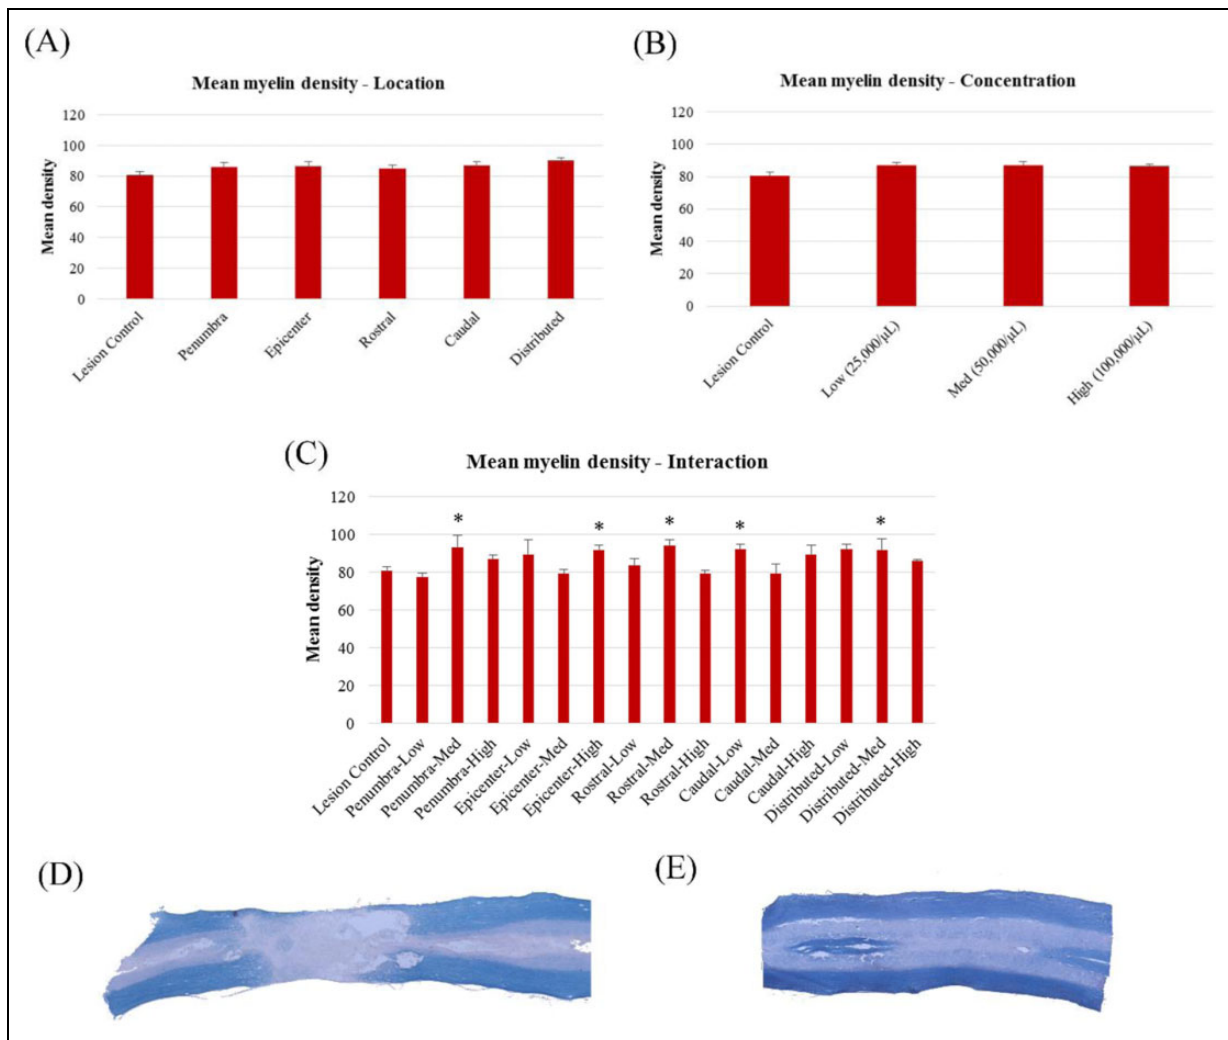 (A)
Mean myelin density - Location
Mean density
120
100
80
60
40
20
0
Lesion Control
Penumbra
Epicenter
Rostral
Caudal
Distributed
(B)
Mean myelin density - Concentration
Mean density
120
100
80
60
40
20
0
Lesion Control
Low (25,000/μL)
Med (50,000/μL)
High (100,000/μL)
(C)
Mean myelin density - Interaction
Mean density
120
100
80
60
40
20
0
* * * * *
Lesion Control
Penumbra-Low
Penumbra-Med
Penumbra-High
Epicenter-Low
Epicenter-Med
Epicenter-High
Rostral-Low
Rostral-Med
Rostral-High
Caudal-Low
Caudal-Med
Caudal-High
Distributed-Low
Distributed-Med
Distributed-High
(D)
(E)